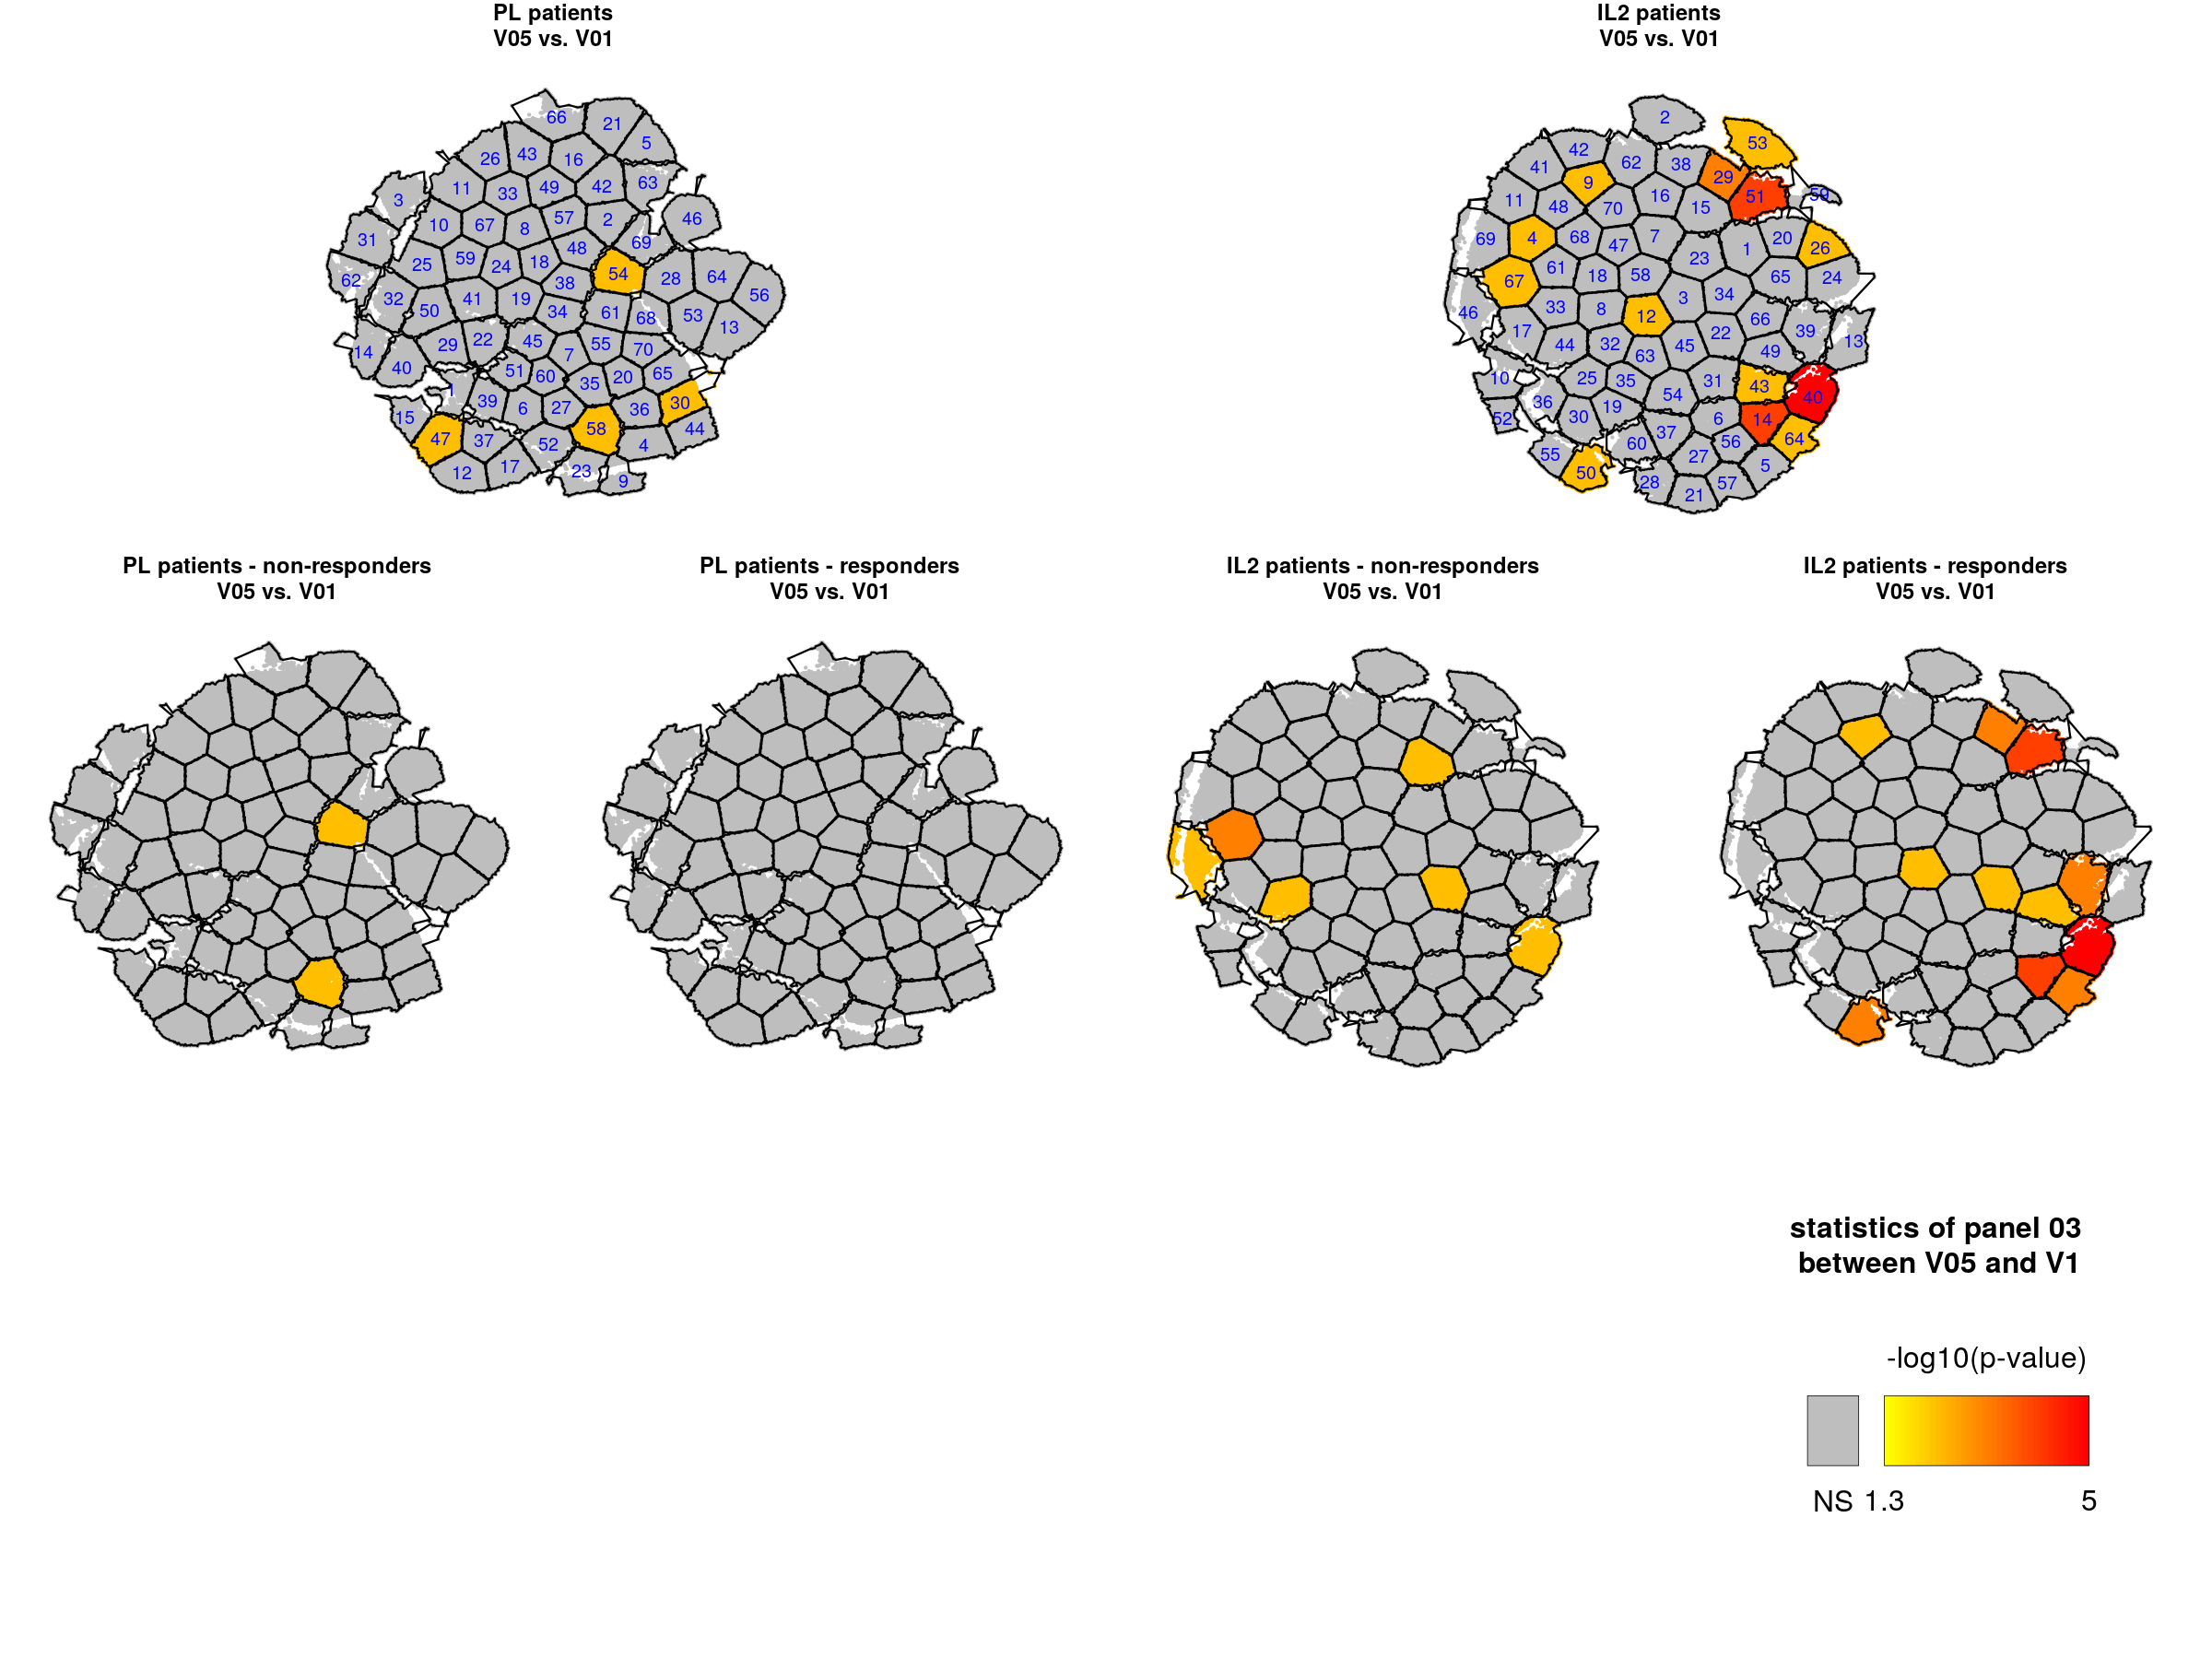 PL patients
V05 vs. V01
IL2 patients
V05 vs. V01
66 21 5
26 43 16
11 33 49 42 63
3
10 67 8 57 2 46
31 69
25 59 24 18 48
62 54 28 64 56
32 50 41 19 38
34 61 68 53 13
14 29 22 45 7 55 70
40 51 60 35 20 65
1 39 6 27 36 30
15 47 37 52 58 4 44
12 17 23 9
2 53
41 42 62 38
9 29
11 48 70 16 15 51
69 4 68 47 7 23 1 20 26
67 61 18 58 65 24
46 33 8 12 3 34
17 44 32 63 45 22 66 39 13
49
10 25 35 54 31 43 40
52 36 30 19 6 14
55 60 37 56 64
50 27 5
28 21 57
PL patients - non-responders
V05 vs. V01
PL patients - responders
V05 vs. V01
IL2 patients - non-responders
V05 vs. V01
IL2 patients - responders
V05 vs. V01
statistics of panel 03
between V05 and V1
-log10(p-value)
NS 1.3 5